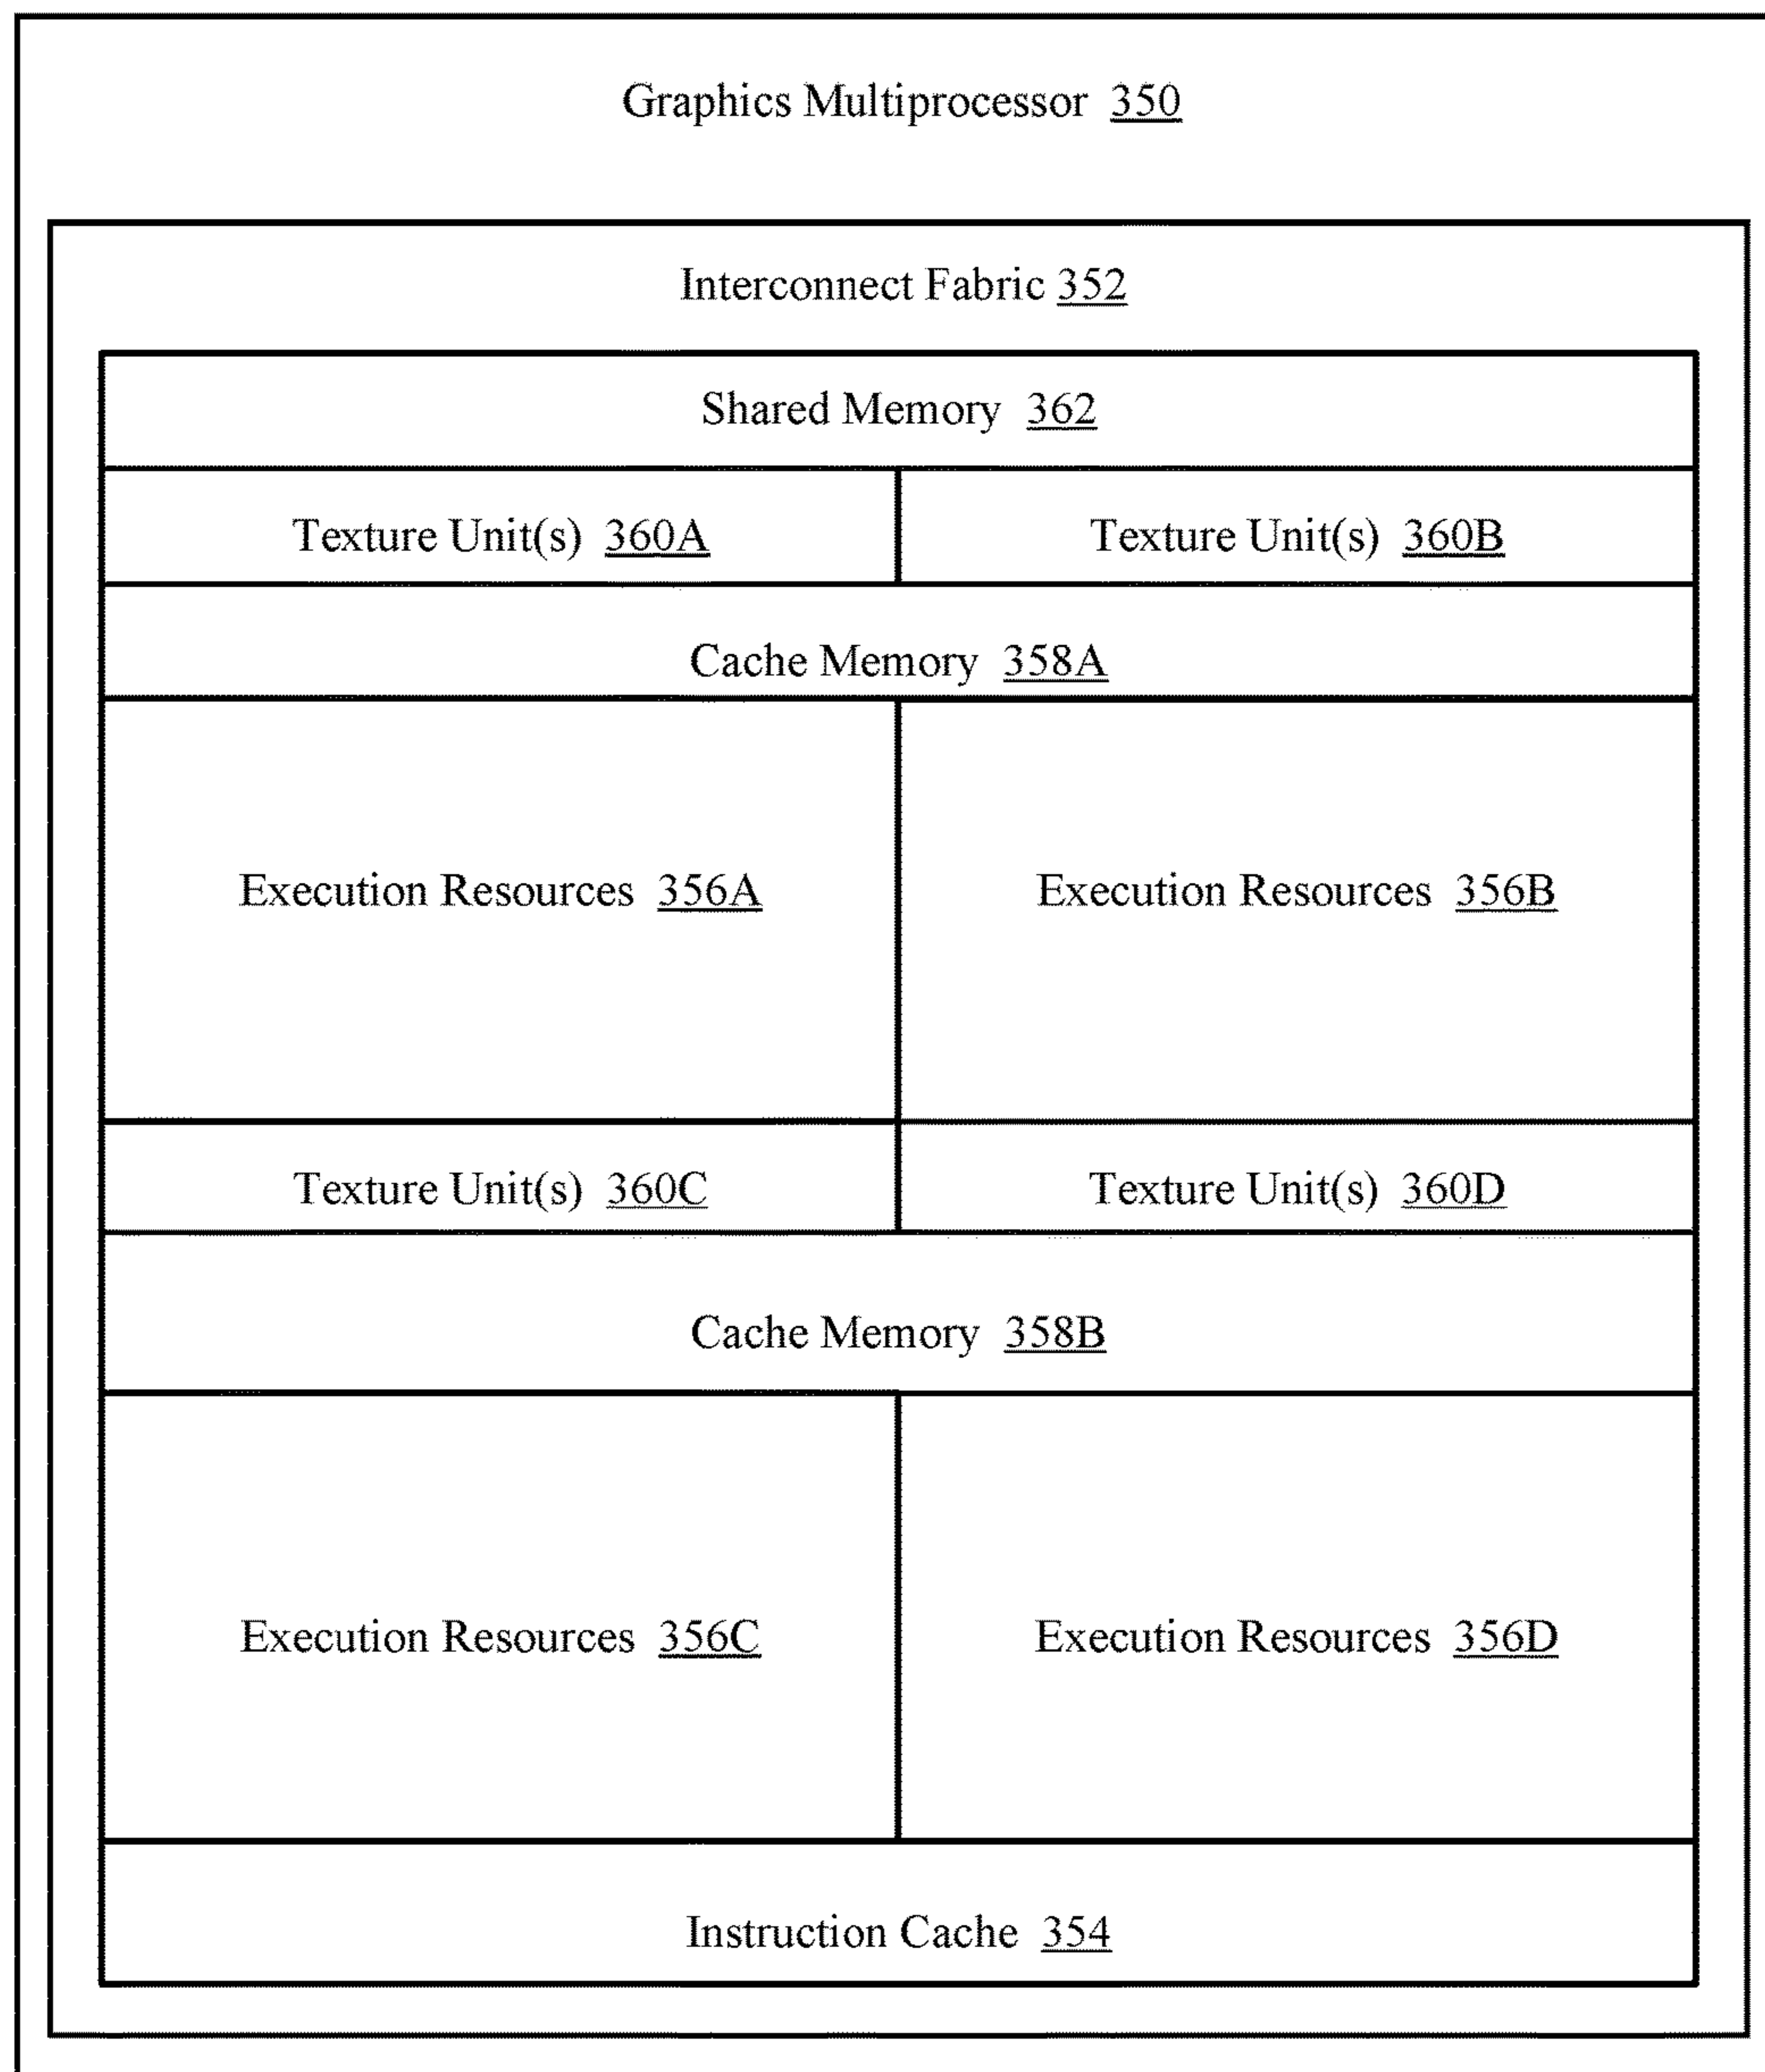 Graphics Multiprocessor 350
Interconnect Fabric 352
Shared Memory 362
Texture Unit(s) 360A
Texture Unit(s) 360B
Cache Memory 358A
Execution Resources 356A
Execution Resources 356B
Texture Unit(s) 360C
Texture Unit(s) 360D
Cache Memory 358B
Execution Resources 356C
Execution Resources 356D
Instruction Cache 354